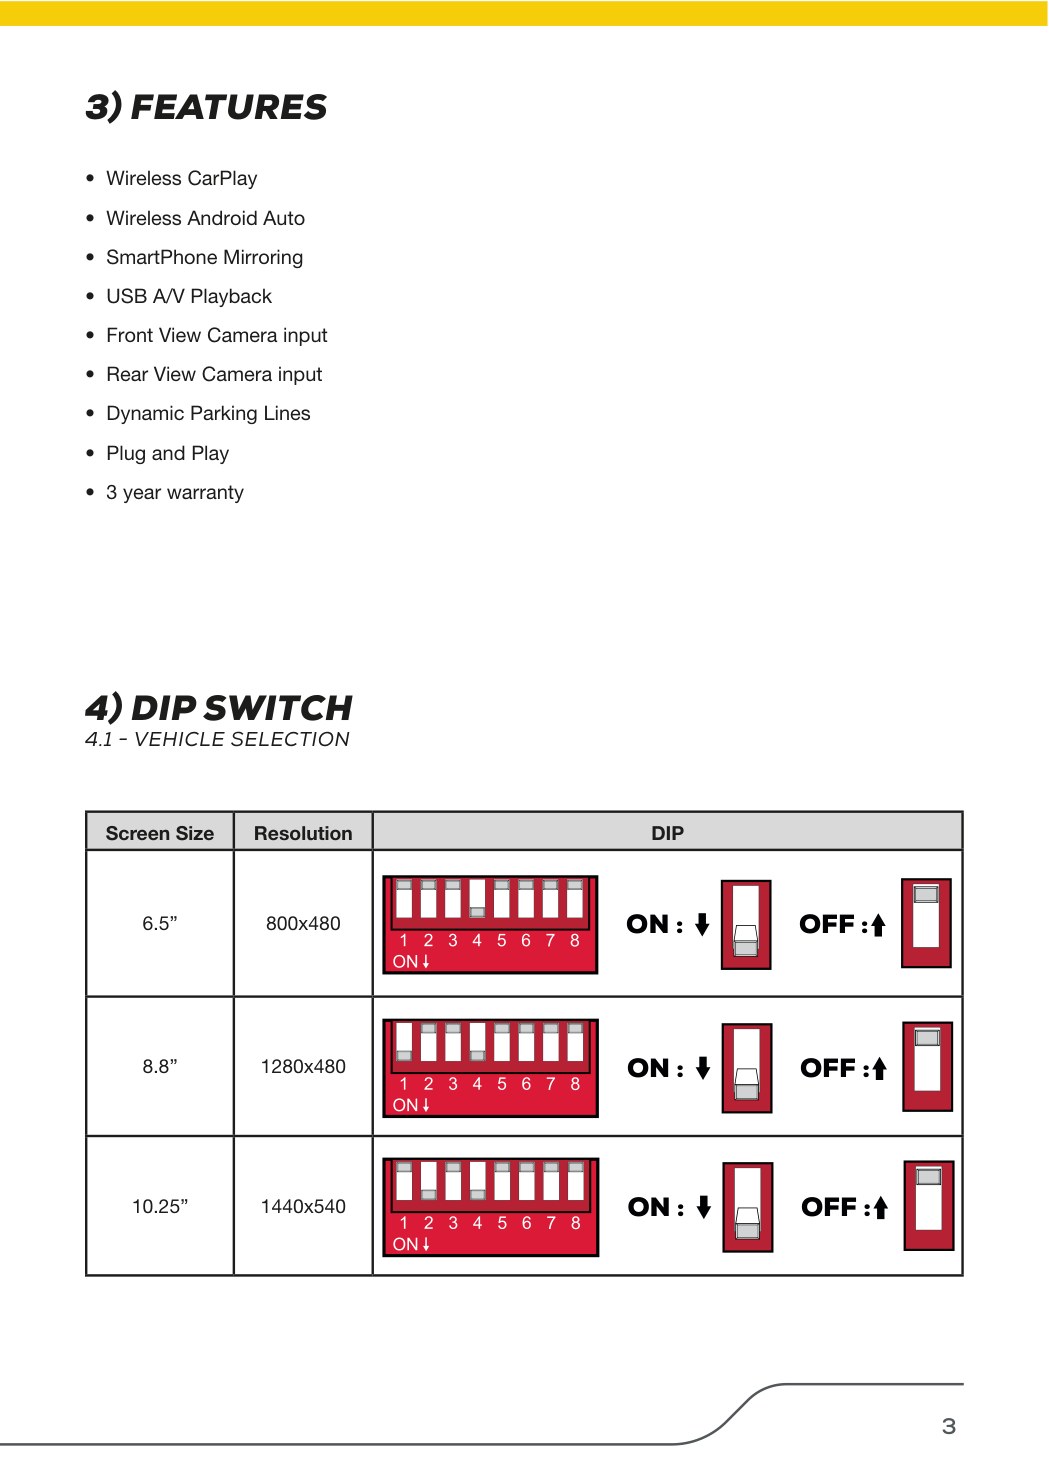 3) FEATURES
• Wireless CarPlay
• Wireless Android Auto
• SmartPhone Mirroring
• USB A/V Playback
• Front View Camera input
• Rear View Camera input
• Dynamic Parking Lines
• Plug and Play
• 3 year warranty
4) DIP SWITCH
4.1 – VEHICLE SELECTION
Screen Size Resolution DIP
6.5” 800x480 ON : OFF :
1 2 3 4 5 6 7 8
ON↓
8.8” 1280x480 ON : OFF :
1 2 3 4 5 6 7 8
ON↓
10.25” 1440x540 ON : OFF :
1 2 3 4 5 6 7 8
ON↓
3